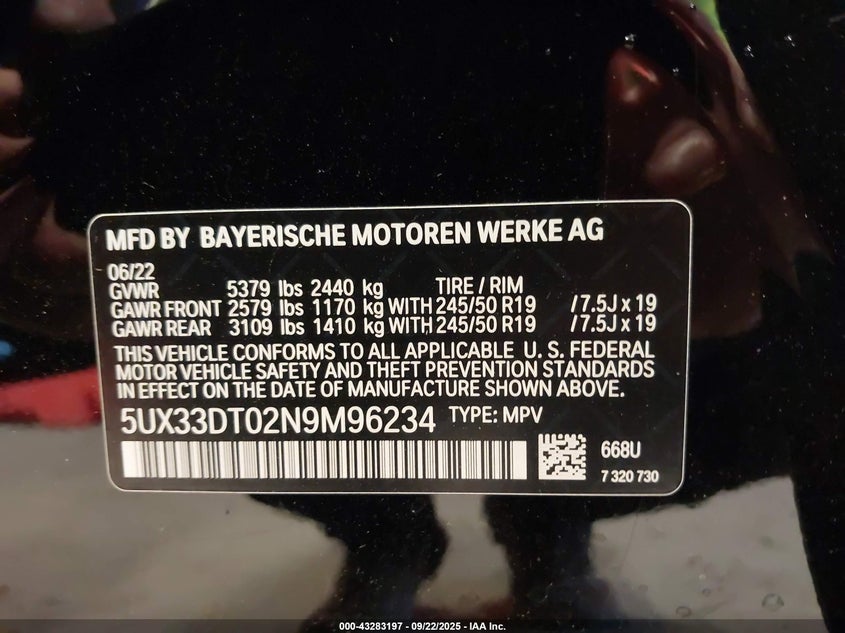 MFD BY BAYERISCHE MOTOREN WERKE AG
06/22
GVWR 5379 lbs 2440 kg TIRE / RIM
GAWR FRONT 2579 lbs 1170 kg WITH 245/50 R19 / 7.5J x 19
GAWR REAR 3109 lbs 1410 kg WITH 245/50 R19 / 7.5J x 19
THIS VEHICLE CONFORMS TO ALL APPLICABLE U. S. FEDERAL
MOTOR VEHICLE SAFETY AND THEFT PREVENTION STANDARDS
IN EFFECT ON THE DATE OF MANUFACTURE SHOWN ABOVE.
5UX33DT02N9M96234 TYPE: MPV
668U
7 320 730
000-43283197 - 09/22/2025 - IAA Inc.